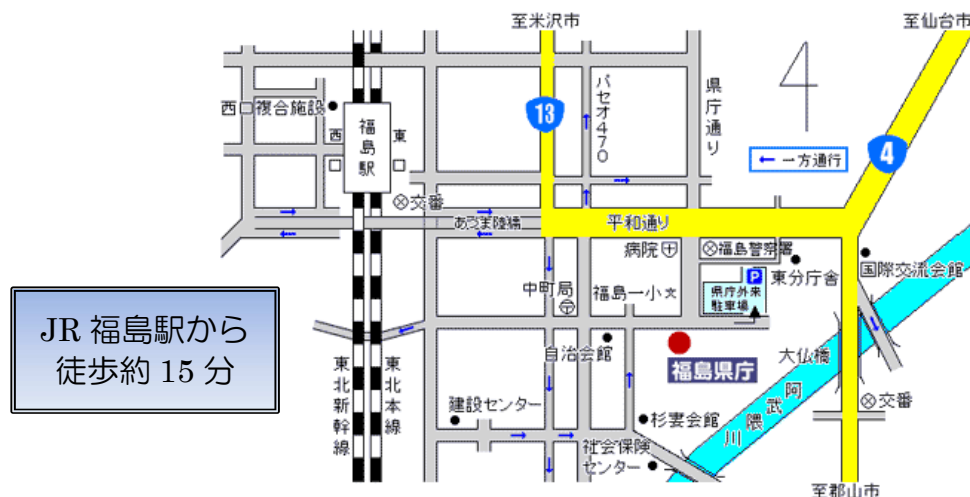 至米沢市
至仙台市
13
パセオ470
県庁通り
4
西口複合施設
福島駅
西口
東口
← 一方通行
交番
あづま陸橋
平和通り
病院
福島警察署
国際交流会館
東分庁舎
P
県庁外来
駐車場
中町局
福島一小
文
JR 福島駅から
徒歩約 15 分
自治会館
福島県庁
大仏橋
阿武隈川
東北新幹線
東北本線
建設センター
杉妻会館
交番
社会保険
センター
至郡山市